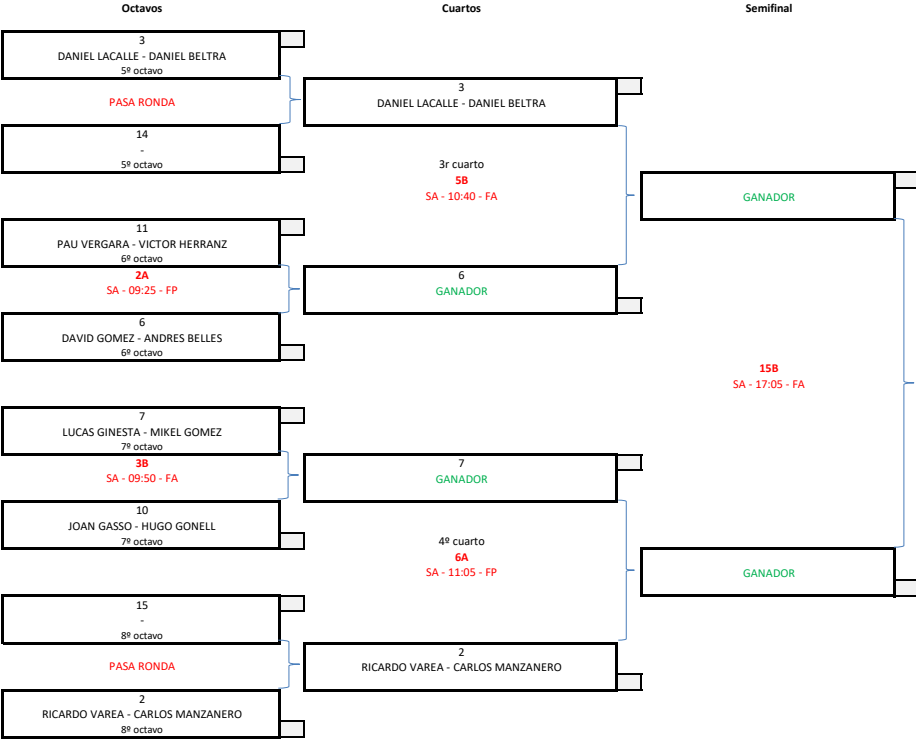 Octavos
Cuartos
Semifinal
3
DANIEL LACALLE - DANIEL BELTRA
5º octavo
PASA RONDA
14
-
5º octavo
11
PAU VERGARA - VICTOR HERRANZ
6º octavo
2A
SA - 09:25 - FP
6
DAVID GOMEZ - ANDRES BELLES
6º octavo
7
LUCAS GINESTA - MIKEL GOMEZ
7º octavo
3B
SA - 09:50 - FA
10
JOAN GASSO - HUGO GONELL
7º octavo
15
-
8º octavo
PASA RONDA
2
RICARDO VAREA - CARLOS MANZANERO
8º octavo
3
DANIEL LACALLE - DANIEL BELTRA
3r cuarto
5B
SA - 10:40 - FA
6
GANADOR
7
GANADOR
4º cuarto
6A
SA - 11:05 - FP
2
RICARDO VAREA - CARLOS MANZANERO
GANADOR
15B
SA - 17:05 - FA
GANADOR